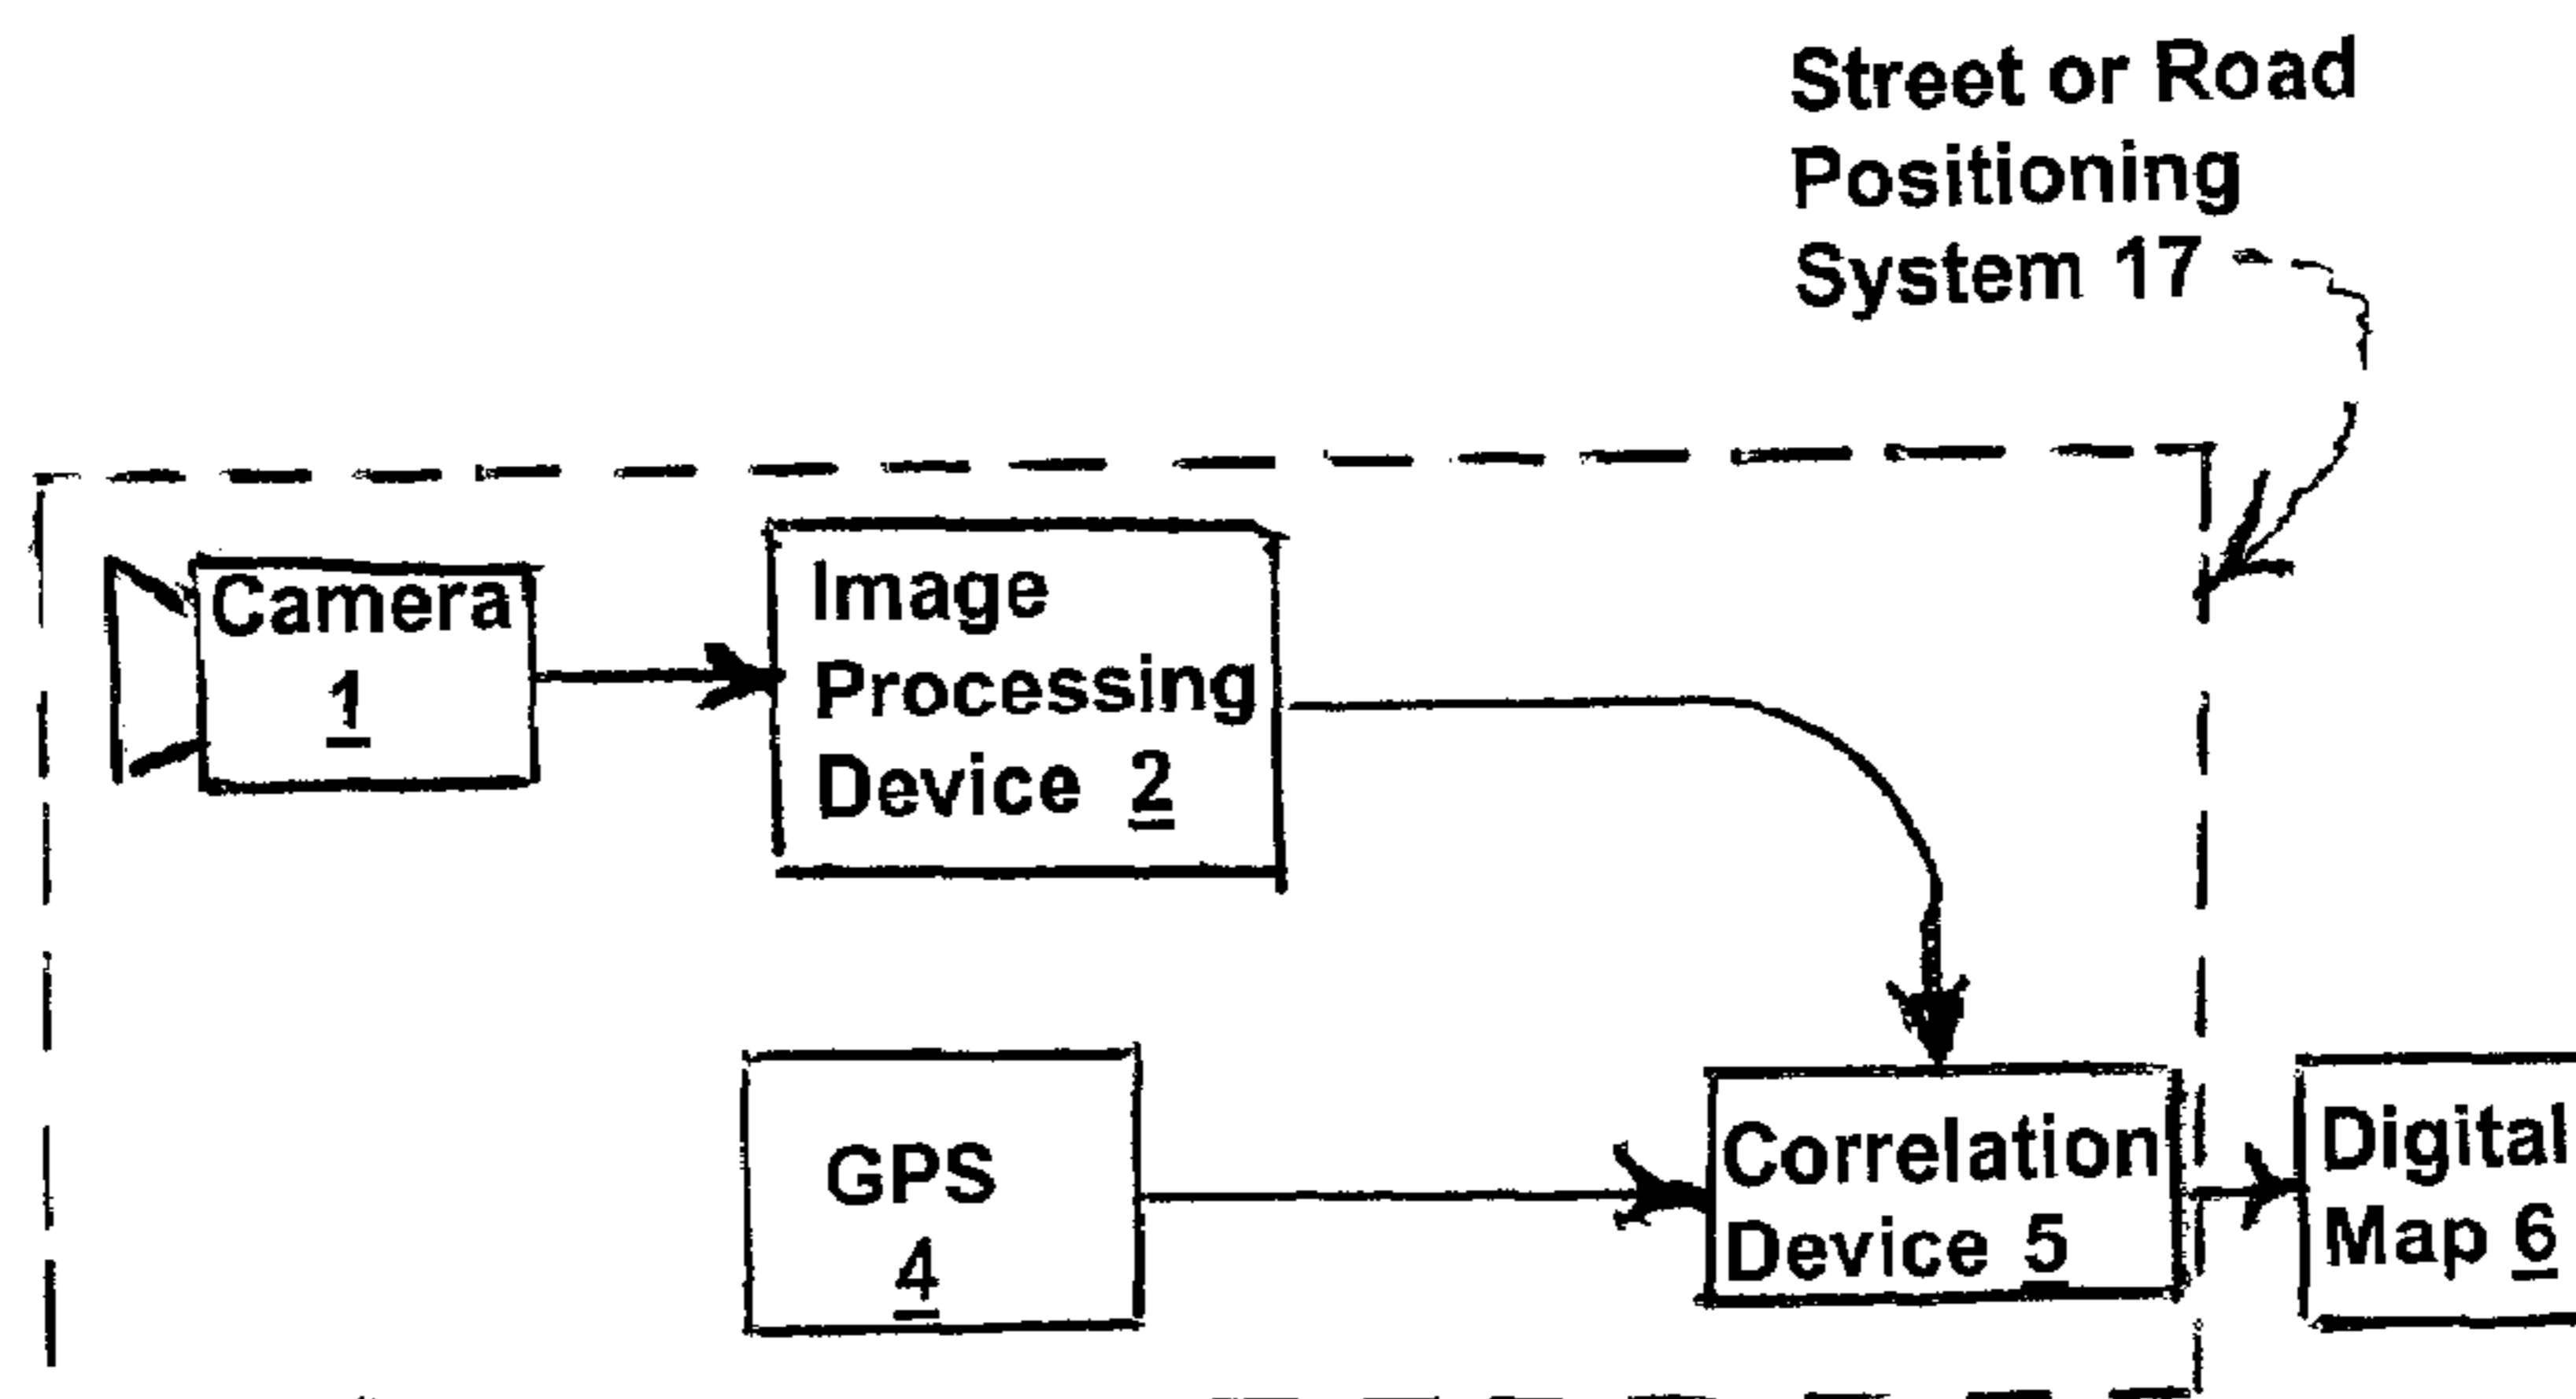 Street or Road
Positioning
System 17
Camera
1
Image
Processing
Device 2
GPS
4
Correlation
Device 5
Digital
Map 6